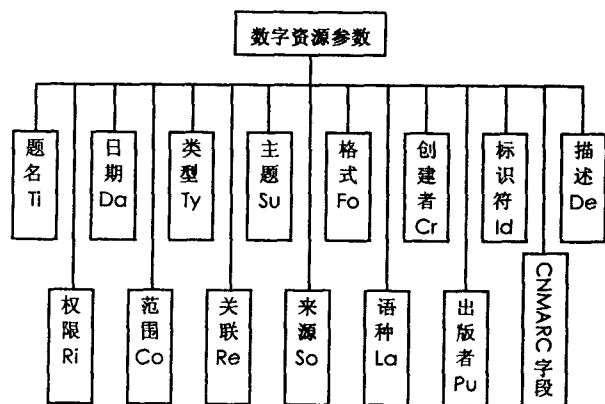 数字资源参数
题名 Ti
日期 Da
类型 Ty
主题 Su
格式 Fo
创建者 Cr
标识符 Id
描述 De
权限 Ri
范围 Co
关联 Re
来源 So
语种 La
出版者 Pu
CNMARC 字段